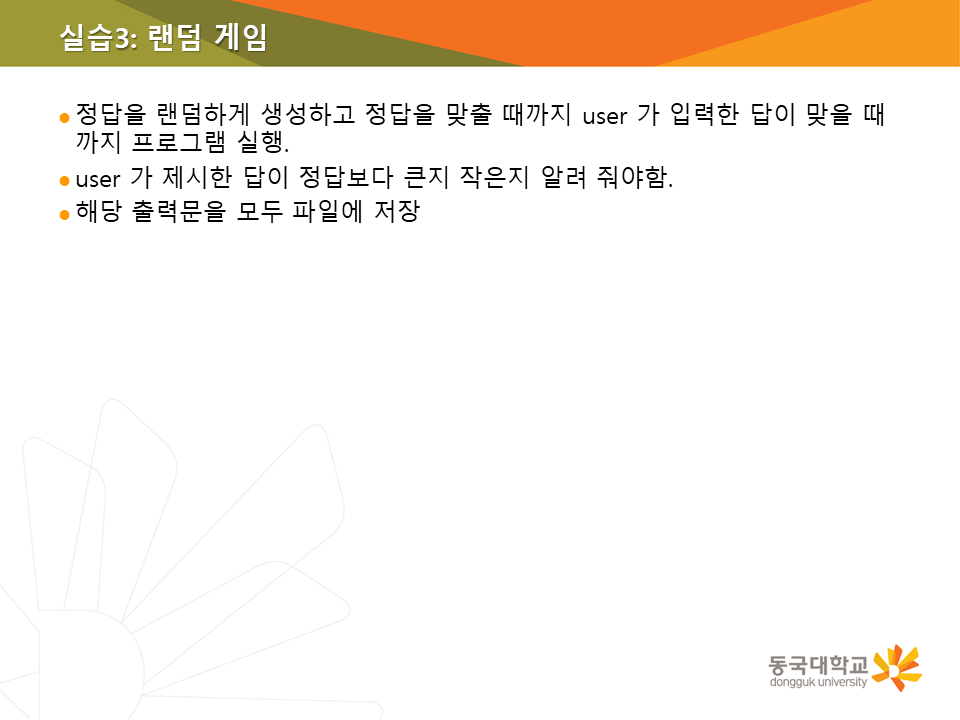 실습3: 랜덤 게임
정답을 랜덤하게 생성하고 정답을 맞출 때까지 user 가 입력한 답이 맞을 때
까지 프로그램 실행.
user 가 제시한 답이 정답보다 큰지 작은지 알려 줘야함.
해당 출력문을 모두 파일에 저장
동국대학교
dongguk university